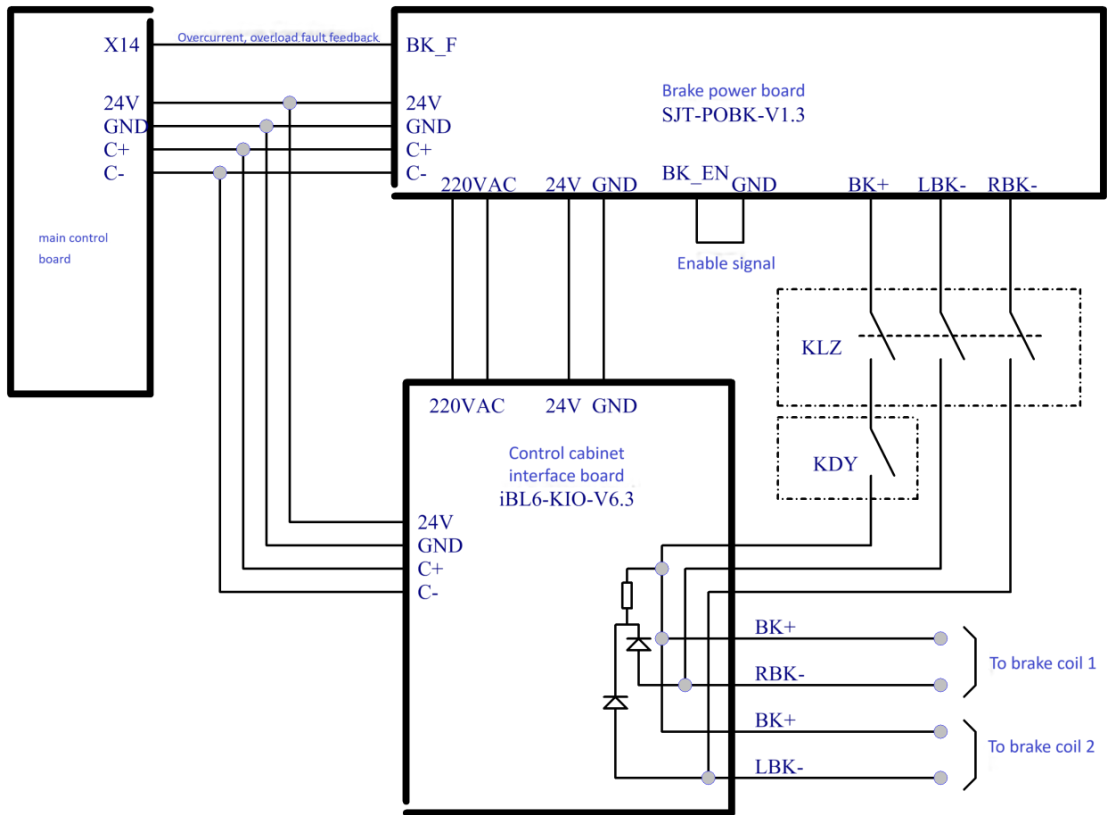 X14
Overcurrent, overload fault feedback
BK_F
Brake power board
SJT-POBK-V1.3
24V
GND
C+
C-
24V
GND
C+
C-
220VAC
24V
GND
BK_EN
GND
BK+
LBK-
RBK-
main control
board
Enable signal
KLZ
KDY
220VAC
24V
GND
Control cabinet
interface board
iBL6-KIO-V6.3
24V
GND
C+
C-
BK+
RBK-
To brake coil 1
BK+
LBK-
To brake coil 2